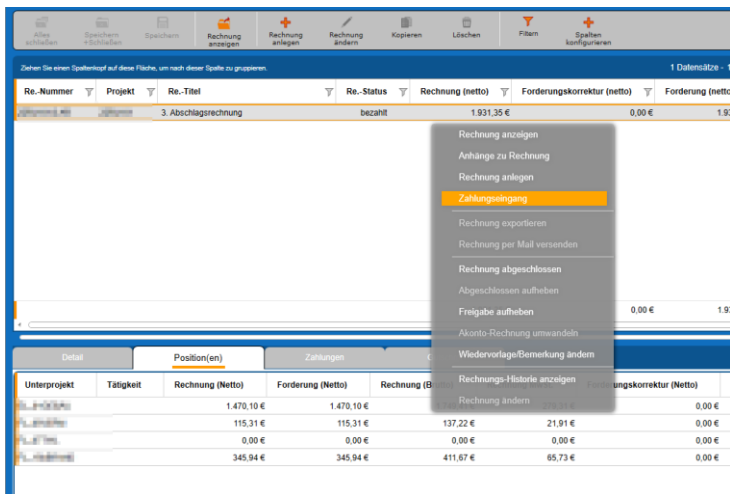 Alles schließen
Speichern +Schließen
Speichern
Rechnung anzeigen
Rechnung anlegen
Rechnung ändern
Kopieren
Löschen
Filtern
Spalten konfigurieren
Ziehen Sie einen Spaltenkopf auf diese Fläche, um nach dieser Spalte zu gruppieren. 1 Datensätze - 1
Re.-Nummer Projekt Re.-Titel Re.-Status Rechnung (netto) Forderungskorrektur (netto) Forderung (netto
3. Abschlagsrechnung bezahlt 1.931,35 € 0,00 € 1.93
Rechnung anzeigen
Anhänge zu Rechnung
Rechnung anlegen
Zahlungseingang
Rechnung exportieren
Rechnung per Mail versenden
Rechnung abgeschlossen
Abgeschlossen aufheben
Freigabe aufheben
Akonto-Rechnung umwandeln
Wiedervorlage/Bemerkung ändern
Rechnungs-Historie anzeigen
Rechnung ändern
0,00 € 1.93
Detail Position(en) Zahlungen
Unterprojekt Tätigkeit Rechnung (Netto) Forderung (Netto) Rechnung (B Forderungskorrektur (Netto)
1.470,10 € 1.470,10 € 0,00 €
115,31 € 115,31 € 137,22 € 21,91 € 0,00 €
0,00 € 0,00 € 0,00 € 0,00 € 0,00 €
345,94 € 345,94 € 411,67 € 65,73 € 0,00 €